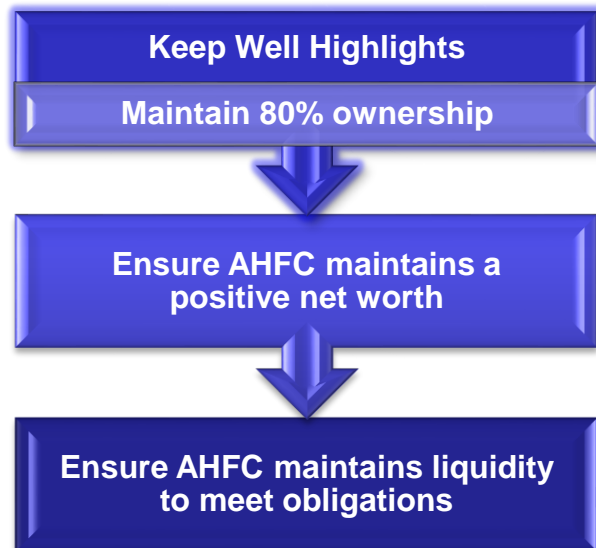 Keep Well Highlights
Maintain 80% ownership
Ensure AHFC maintains a
positive net worth
Ensure AHFC maintains liquidity
to meet obligations